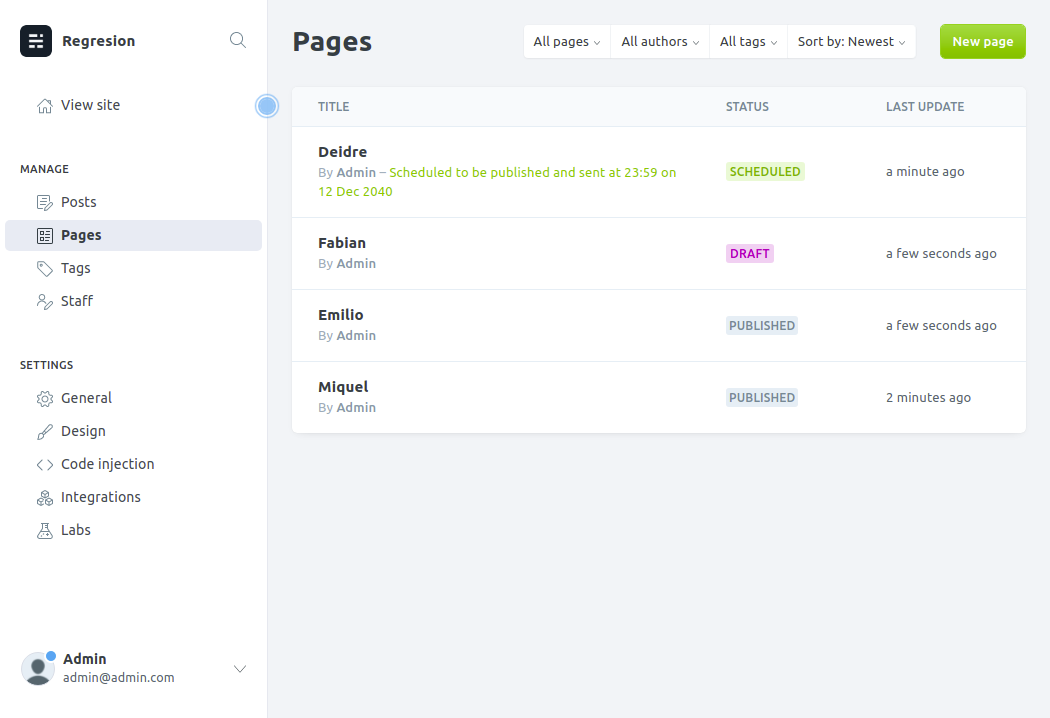 Regresion
View site
MANAGE
Posts
Pages
Tags
Staff
SETTINGS
General
Design
Code injection
Integrations
Labs
Admin
admin@admin.com
Pages
All pages
All authors
All tags
Sort by: Newest
New page
TITLE STATUS LAST UPDATE
Deidre
By Admin – Scheduled to be published and sent at 23:59 on
12 Dec 2040
SCHEDULED
a minute ago
Fabian
By Admin
DRAFT
a few seconds ago
Emilio
By Admin
PUBLISHED
a few seconds ago
Miquel
By Admin
PUBLISHED
2 minutes ago